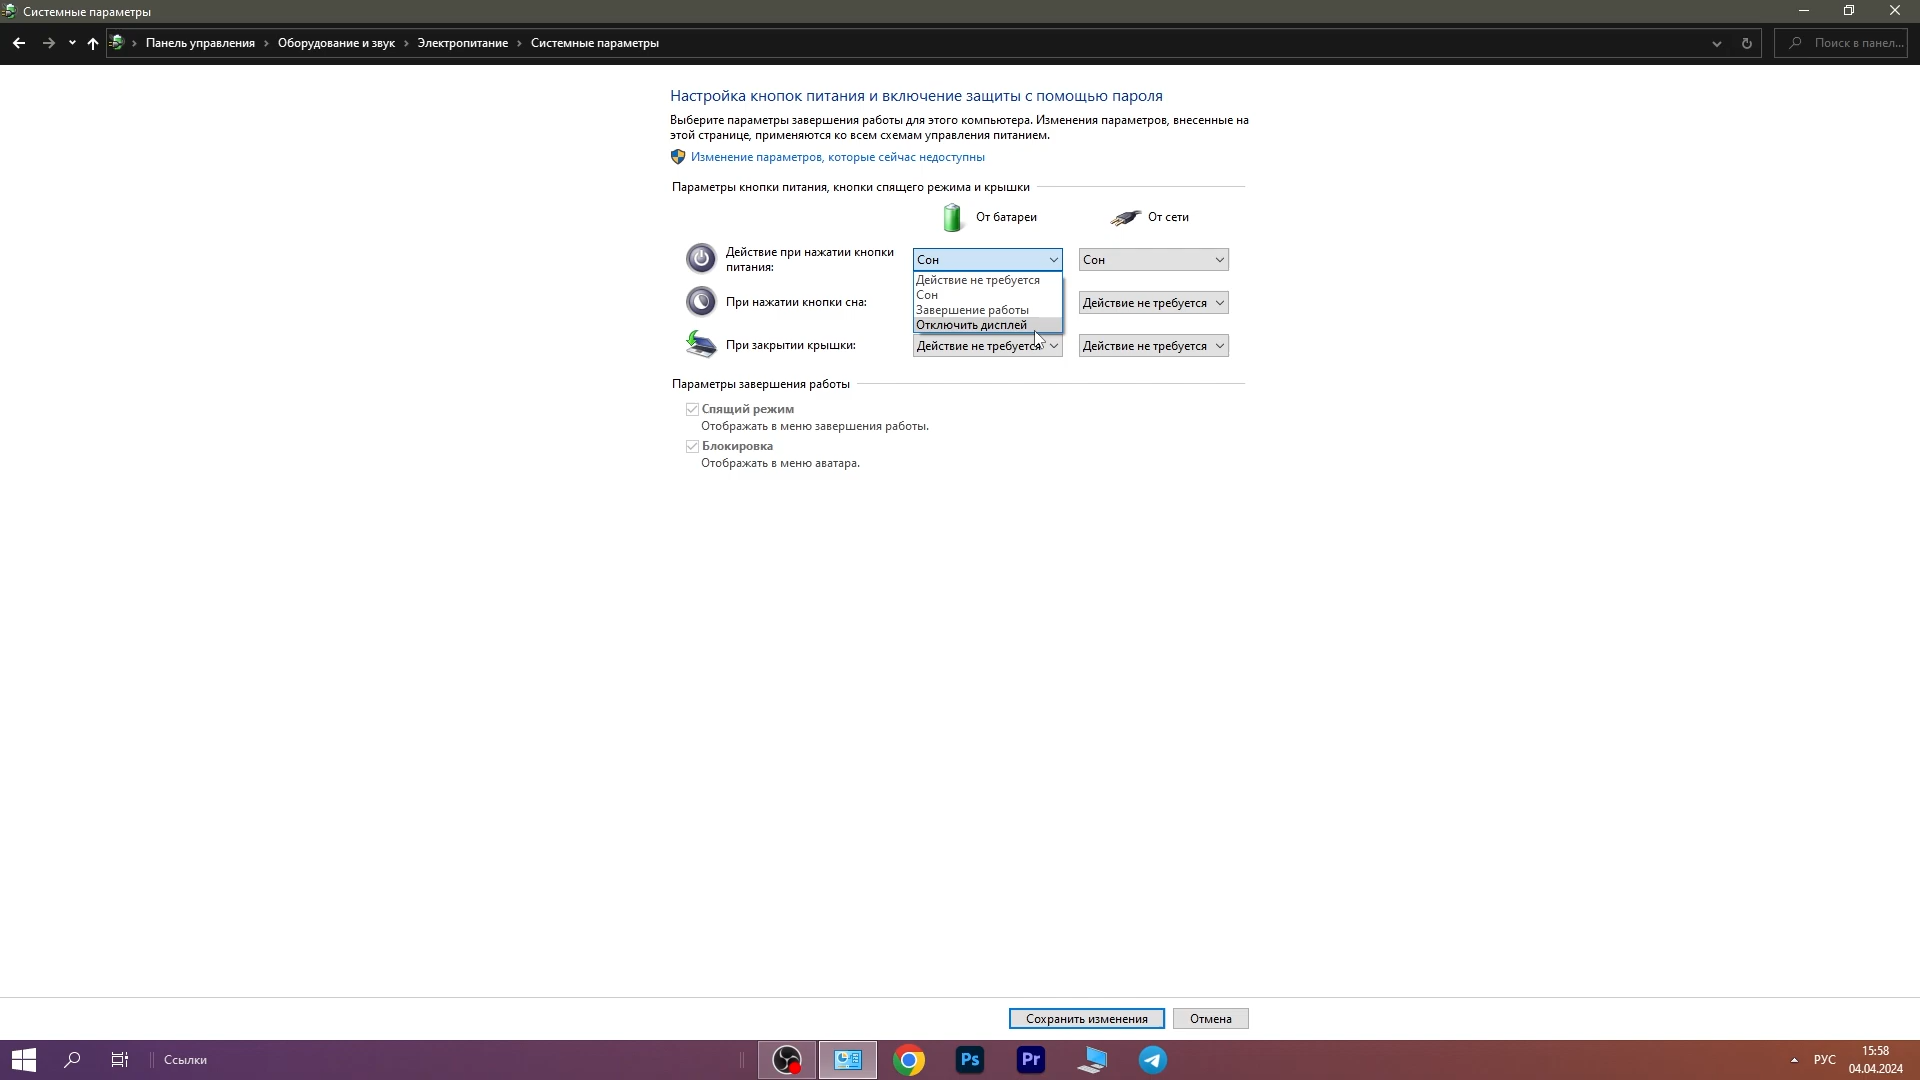 Системные параметры
Панель управления › Оборудование и звук › Электропитание › Системные параметры
Поиск в панел...
Настройка кнопок питания и включение защиты с помощью пароля
Выберите параметры завершения работы для этого компьютера. Изменения параметров, внесенные на
этой странице, применяются ко всем схемам управления питанием.
Изменение параметров, которые сейчас недоступны
Параметры кнопки питания, кнопки спящего режима и крышки
От батареи
От сети
Действие при нажатии кнопки
питания:
Сон
Сон
Действие не требуется
Сон
Завершение работы
Отключить дисплей
При нажатии кнопки сна:
Действие не требуется
При закрытии крышки:
Действие не требуется
Действие не требуется
Параметры завершения работы
Спящий режим
Отображать в меню завершения работы.
Блокировка
Отображать в меню аватара.
Сохранить изменения
Отмена
Ссылки
Ps
Pr
РУС
15:58
04.04.2024